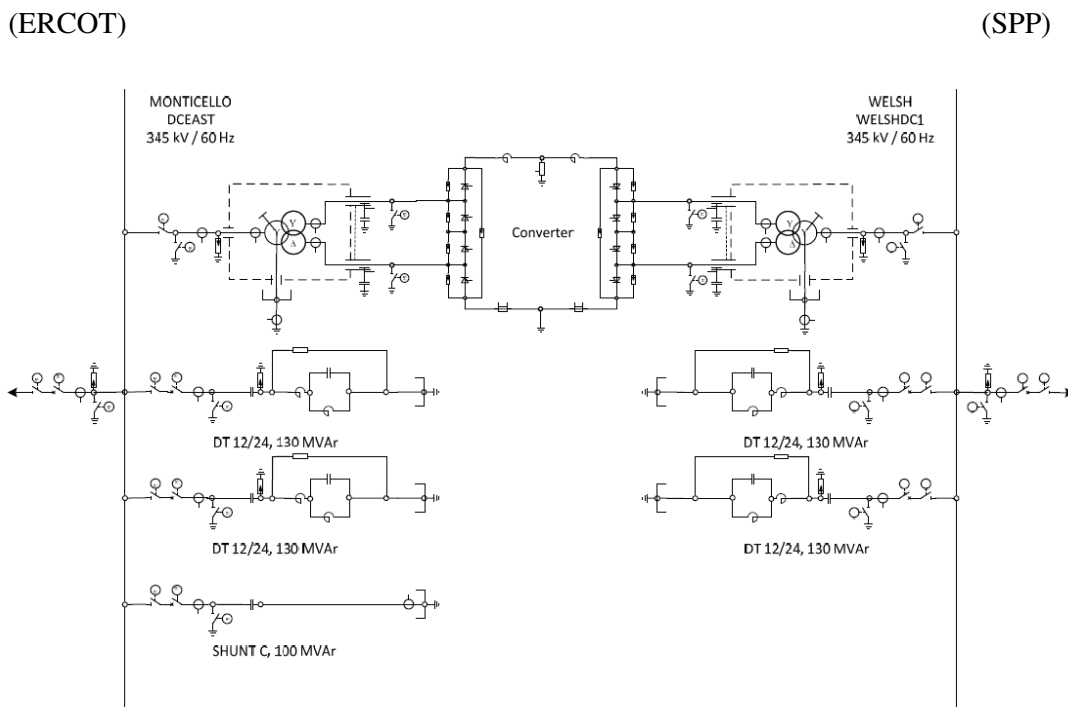 (ERCOT)
(SPP)
MONTICELLO
DCEAST
345 kV / 60 Hz
WELSH
WELSHDC1
345 kV / 60 Hz
Y
Δ
Converter
Y
Δ
DT 12/24, 130 MVAr
DT 12/24, 130 MVAr
DT 12/24, 130 MVAr
DT 12/24, 130 MVAr
SHUNT C, 100 MVAr